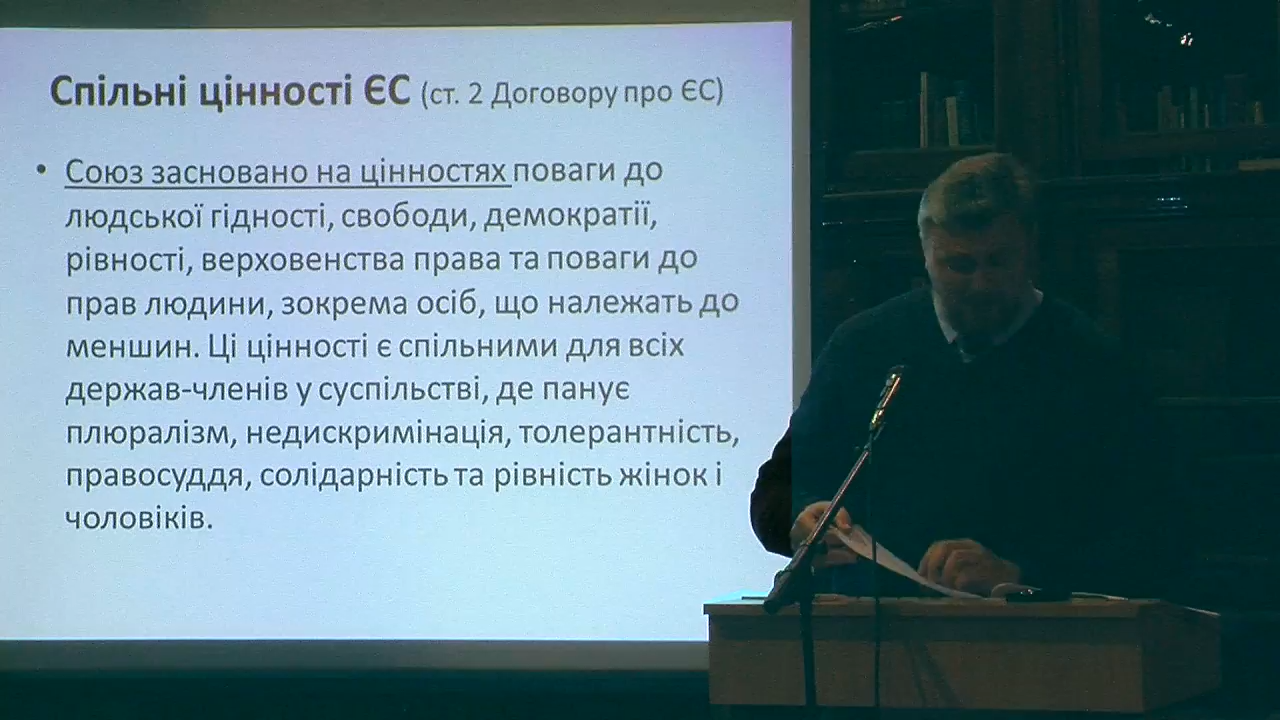 Спільні цінності ЄС (ст. 2 Договору про ЄС)
• Союз засновано на цінностях поваги до
людської гідності, свободи, демократії,
рівності, верховенства права та поваги до
прав людини, зокрема осіб, що належать до
меншин. Ці цінності є спільними для всіх
держав-членів у суспільстві, де панує
плюралізм, недискримінація, толерантність,
правосуддя, солідарність та рівність жінок і
чоловіків.